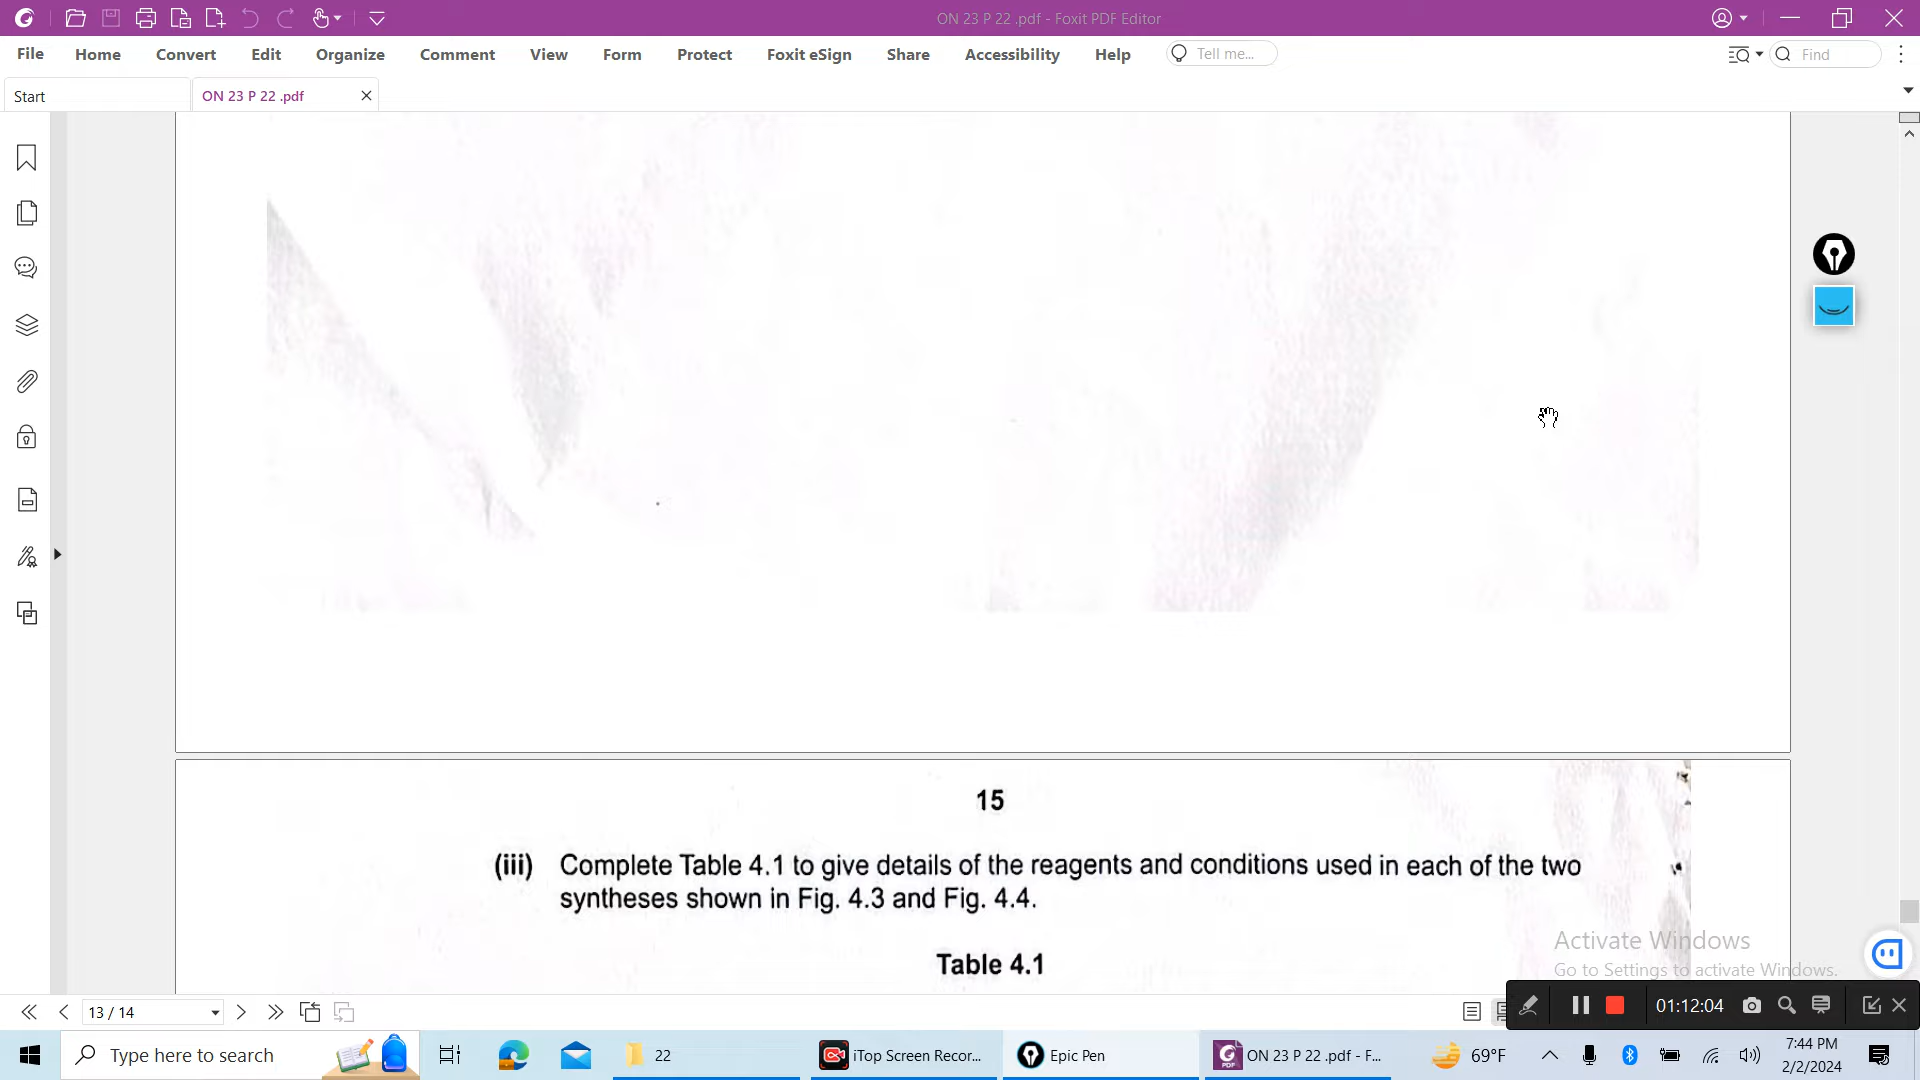 ON 23 P 22 .pdf - Foxit PDF Editor
File Home Convert Edit Organize Comment View Form Protect Foxit eSign Share Accessibility Help Tell me... Find
Start ON 23 P 22 .pdf
15
(iii) Complete Table 4.1 to give details of the reagents and conditions used in each of the two
syntheses shown in Fig. 4.3 and Fig. 4.4.
Table 4.1
Activate Windows
Go to Settings to activate Windows.
13 / 14
01:12:04
Type here to search 22 iTop Screen Recor... Epic Pen ON 23 P 22 .pdf - F... 69°F
7:44 PM
2/2/2024